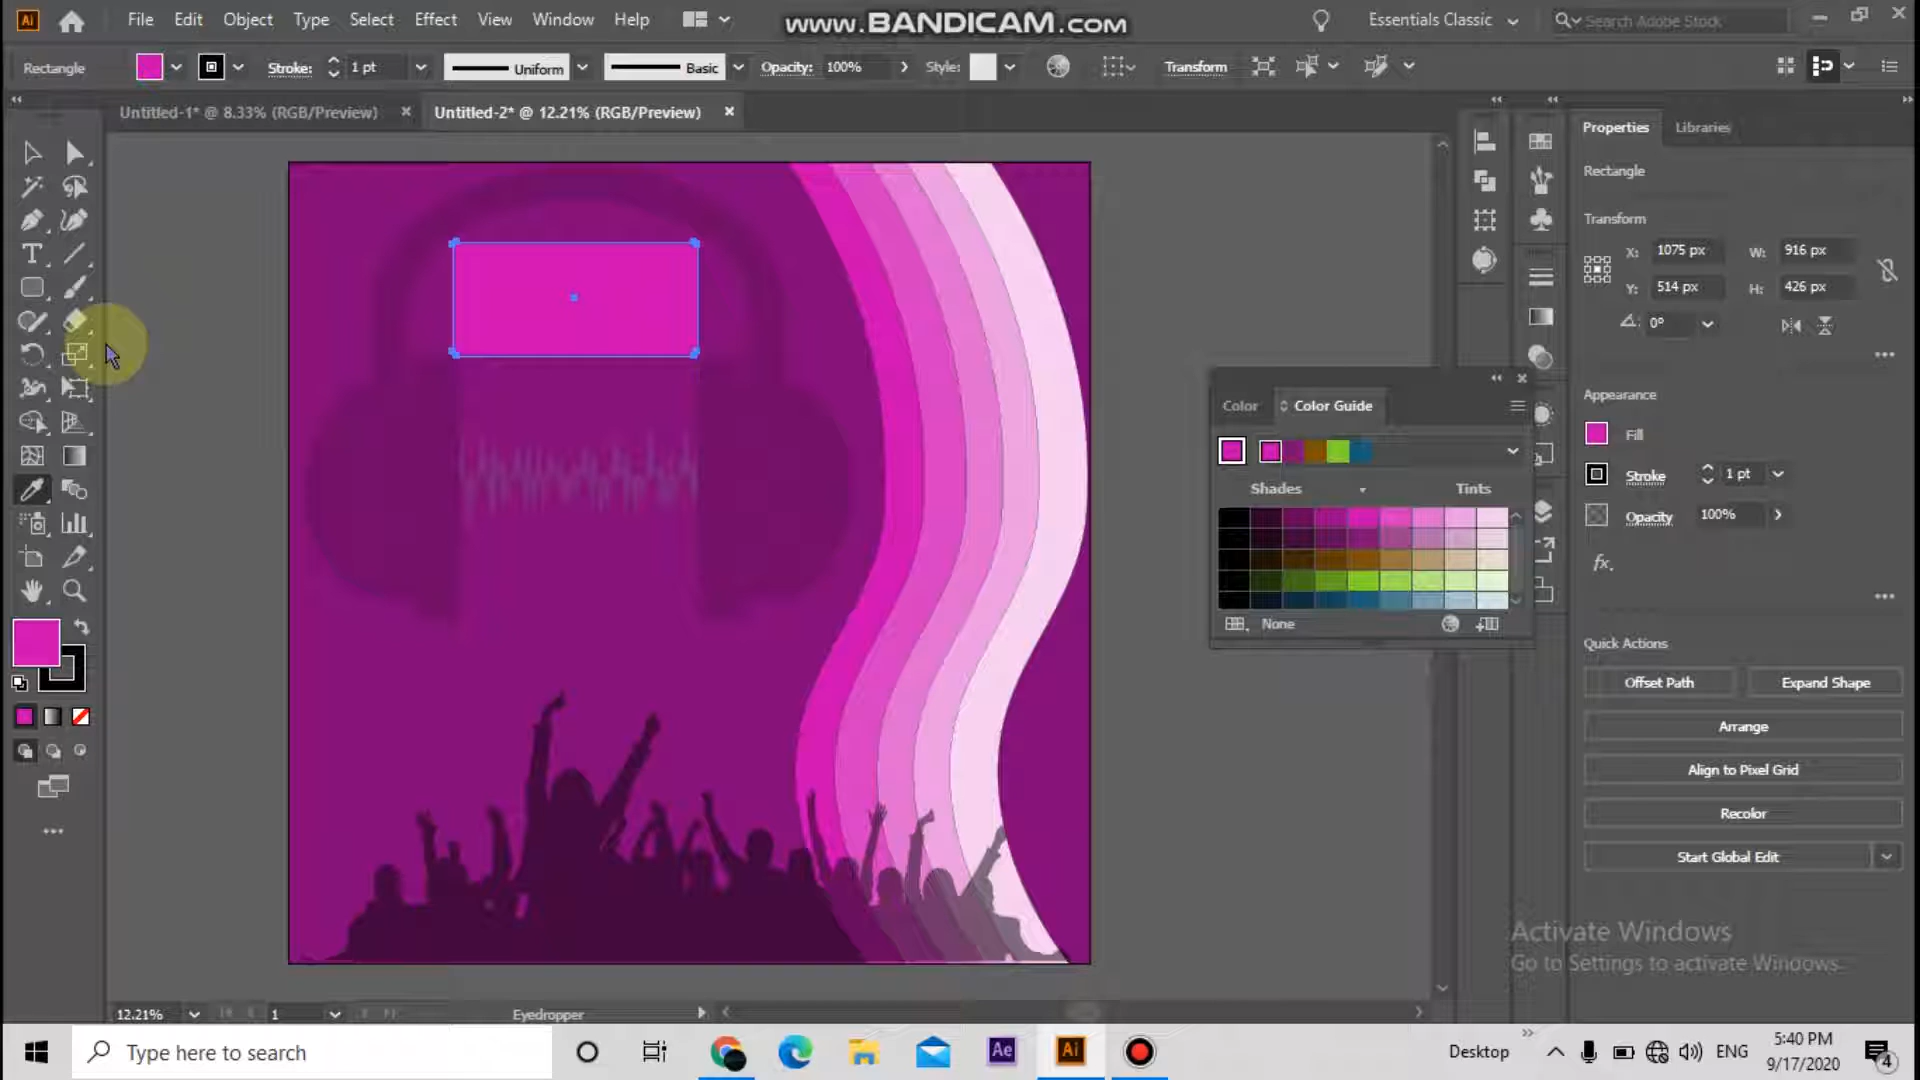 Ai File Edit Object Type Select Effect View Window Help www.BANDICAM.com Essentials Classic Search Adobe Stock
Rectangle Stroke: 1 pt Uniform Basic Opacity: 100% Style: Transform
Untitled-1* @ 8.33% (RGB/Preview) × Untitled-2* @ 12.21% (RGB/Preview) ×
Properties Libraries
Rectangle
Transform
X: 1075 px W: 916 px
Y: 514 px H: 426 px
0°
Appearance
Fill
Stroke 1 pt
Opacity 100%
fx.
Color Color Guide
Shades Tints
None
Quick Actions
Offset Path Expand Shape
Arrange
Align to Pixel Grid
Recolor
Start Global Edit
Activate Windows
Go to Settings to activate Windows.
12.21% 1 Eyedropper
Type here to search Ae Ai Desktop ENG 5:40 PM
9/17/2020 4